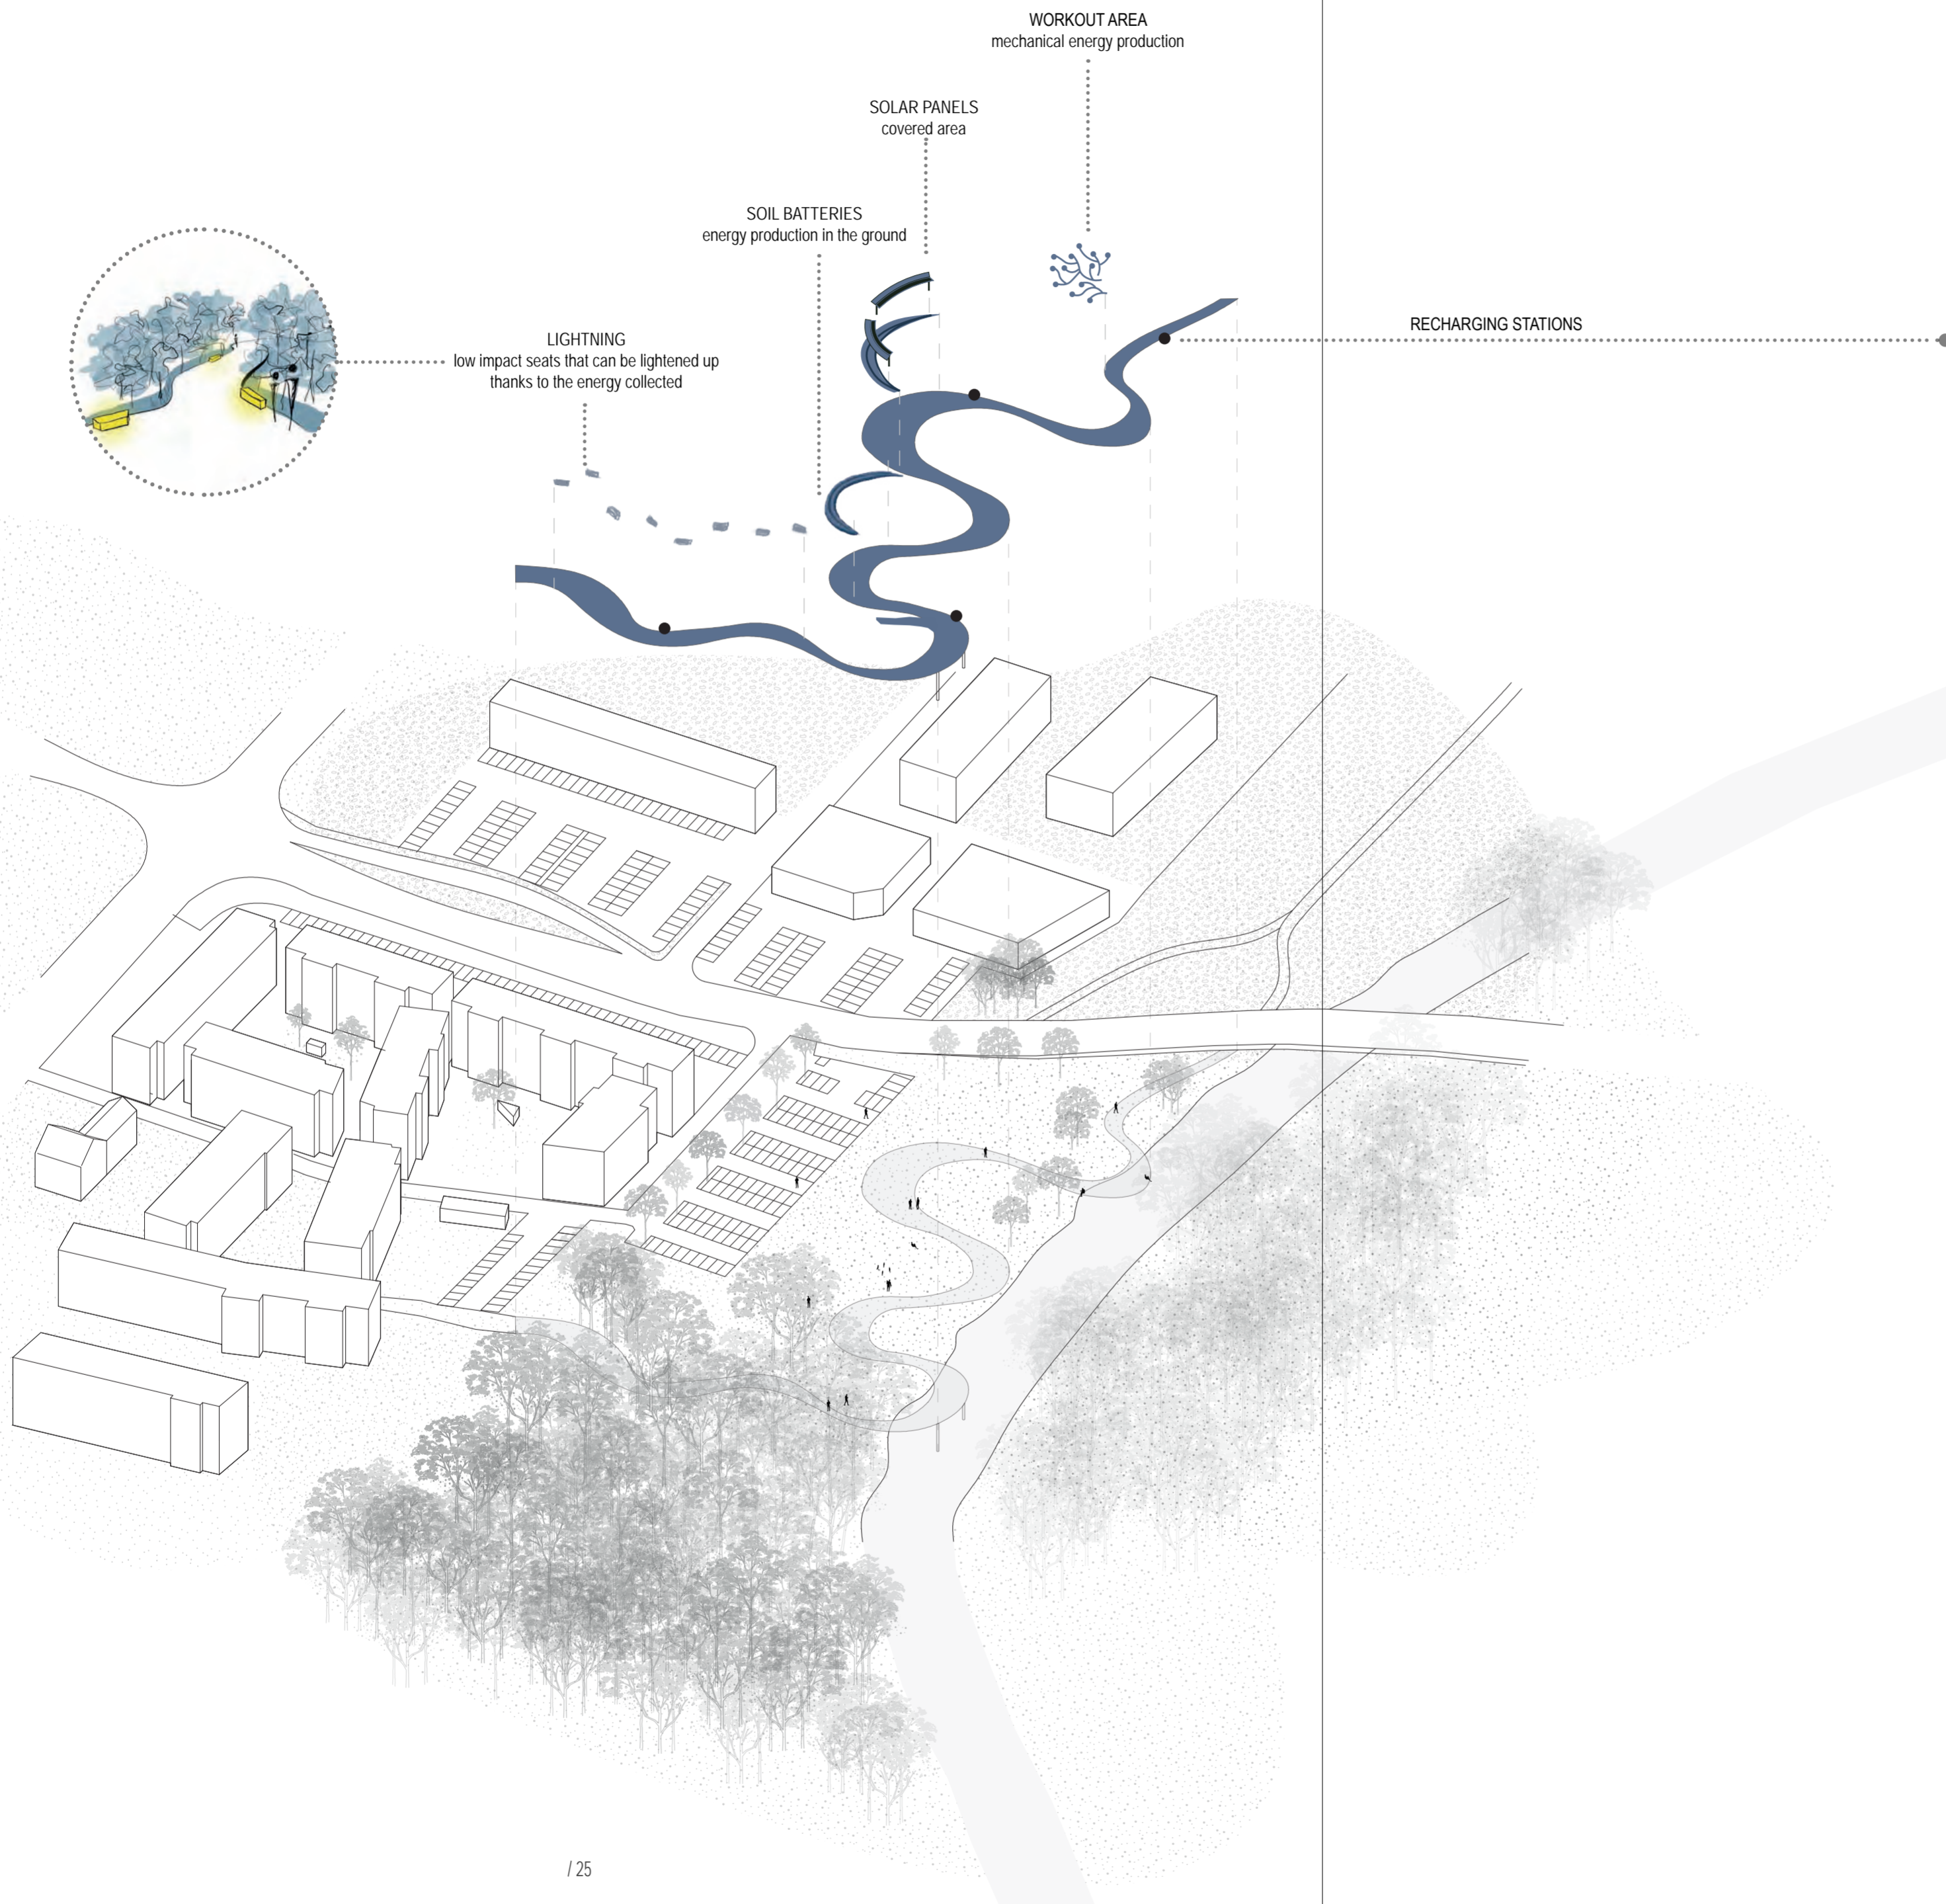 WORKOUT AREA
mechanical energy production
SOLAR PANELS
covered area
SOIL BATTERIES
energy production in the ground
LIGHTNING
low impact seats that can be lightened up
thanks to the energy collected
RECHARGING STATIONS
/ 25